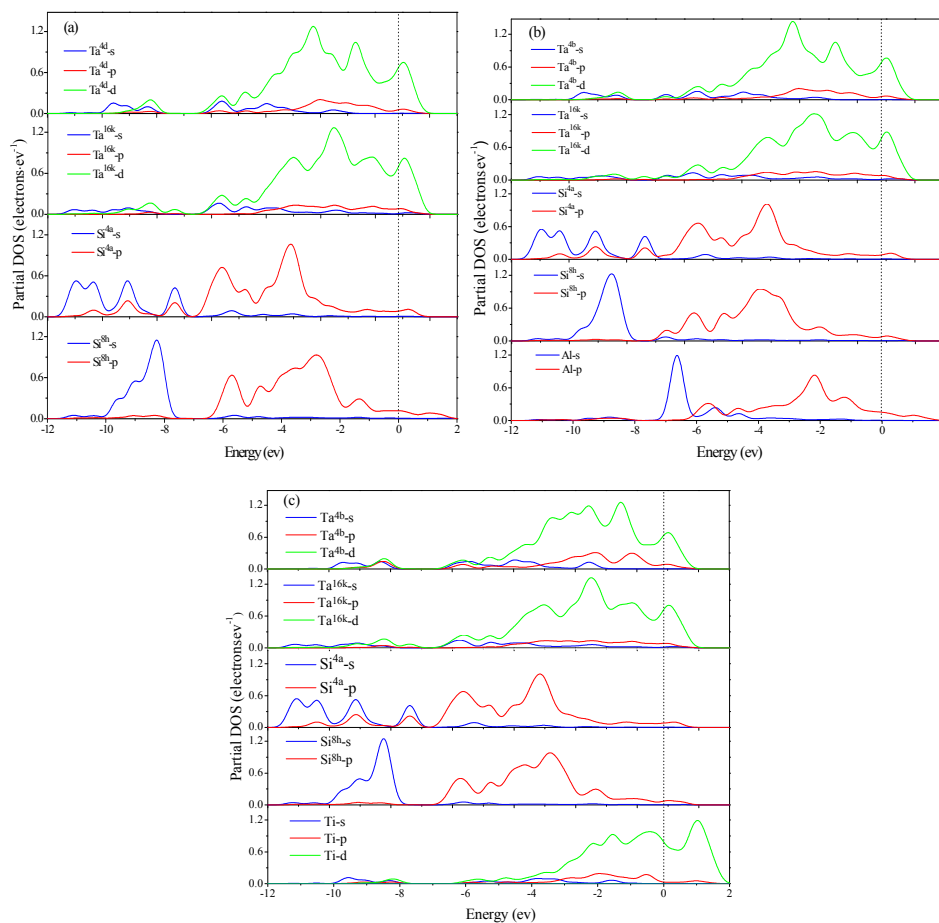 (a)
Ta4d-s
Ta4d-p
Ta4d-d
1.2
0.6
0.0
Ta16k-s
Ta16k-p
Ta16k-d
1.2
0.6
0.0
Si4a-s
Si4a-p
1.2
0.6
0.0
Si8h-s
Si8h-p
1.2
0.6
0.0
-12 -10 -8 -6 -4 -2 0 2
Energy (ev)
Partial DOS (electrons·ev-1)
(b)
Ta4b-s
Ta4b-p
Ta4b-d
1.2
0.6
0.0
Ta16k-s
Ta16k-p
Ta16k-d
1.2
0.6
0.0
Si4a-s
Si4a-p
1.2
0.6
0.0
Si8h-s
Si8h-p
1.2
0.6
0.0
Al-s
Al-p
1.2
0.6
0.0
-12 -10 -8 -6 -4 -2 0
Energy (ev)
Partial DOS (electrons·ev-1)
(c)
Ta4b-s
Ta4b-p
Ta4b-d
1.2
0.6
0.0
Ta16k-s
Ta16k-p
Ta16k-d
1.2
0.6
0.0
Si4a-s
Si4a-p
1.2
0.6
0.0
Si8h-s
Si8h-p
1.2
0.6
0.0
Ti-s
Ti-p
Ti-d
1.2
0.6
0.0
-12 -10 -8 -6 -4 -2 0 2
Energy (ev)
Partial DOS (electronsev-1)